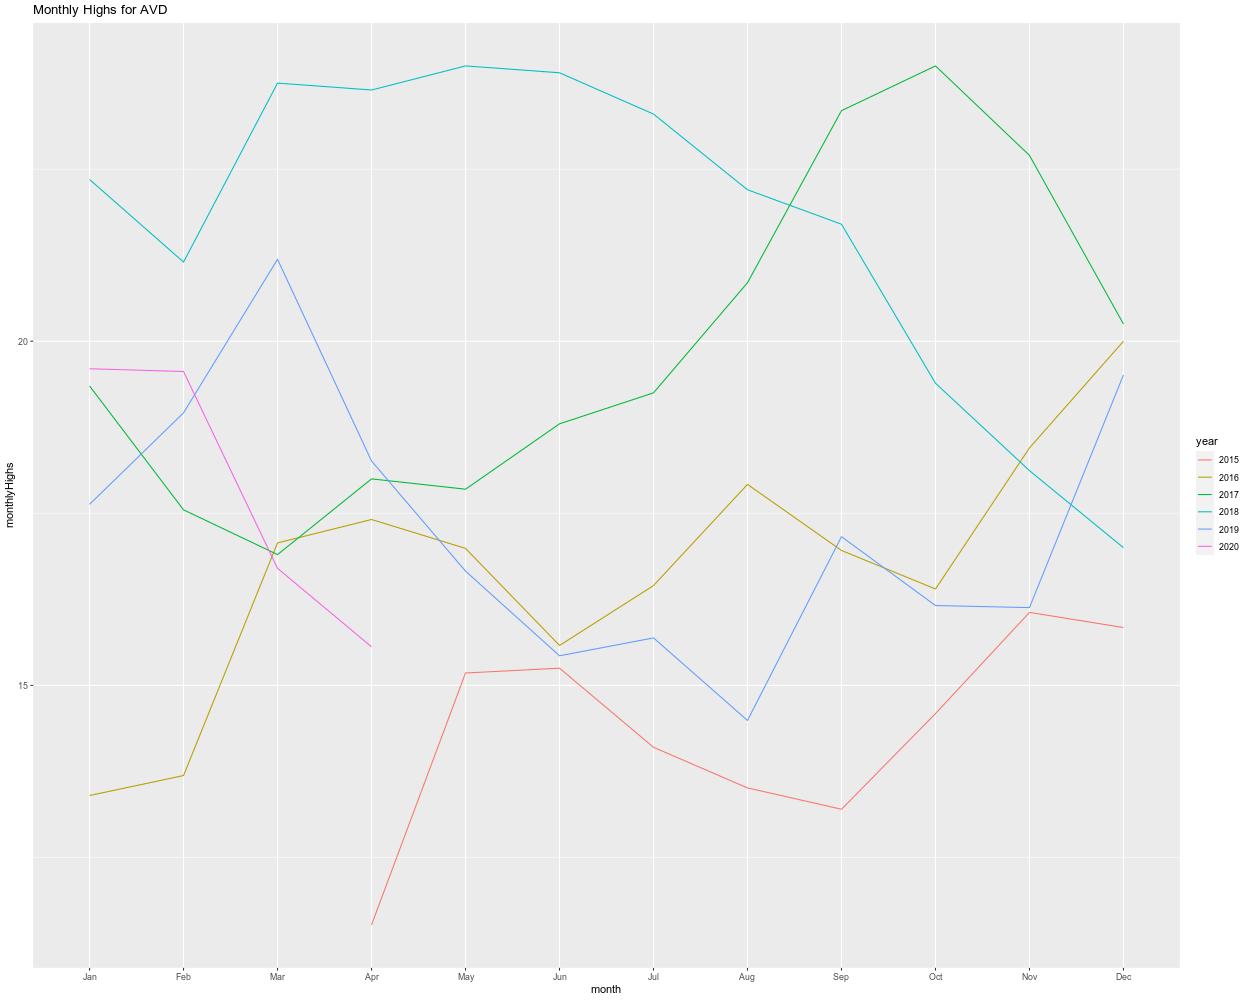 Monthly Highs for AVD
monthlyHighs
20
15
Jan Feb Mar Apr May Jun Jul Aug Sep Oct Nov Dec
month
year
2015
2016
2017
2018
2019
2020